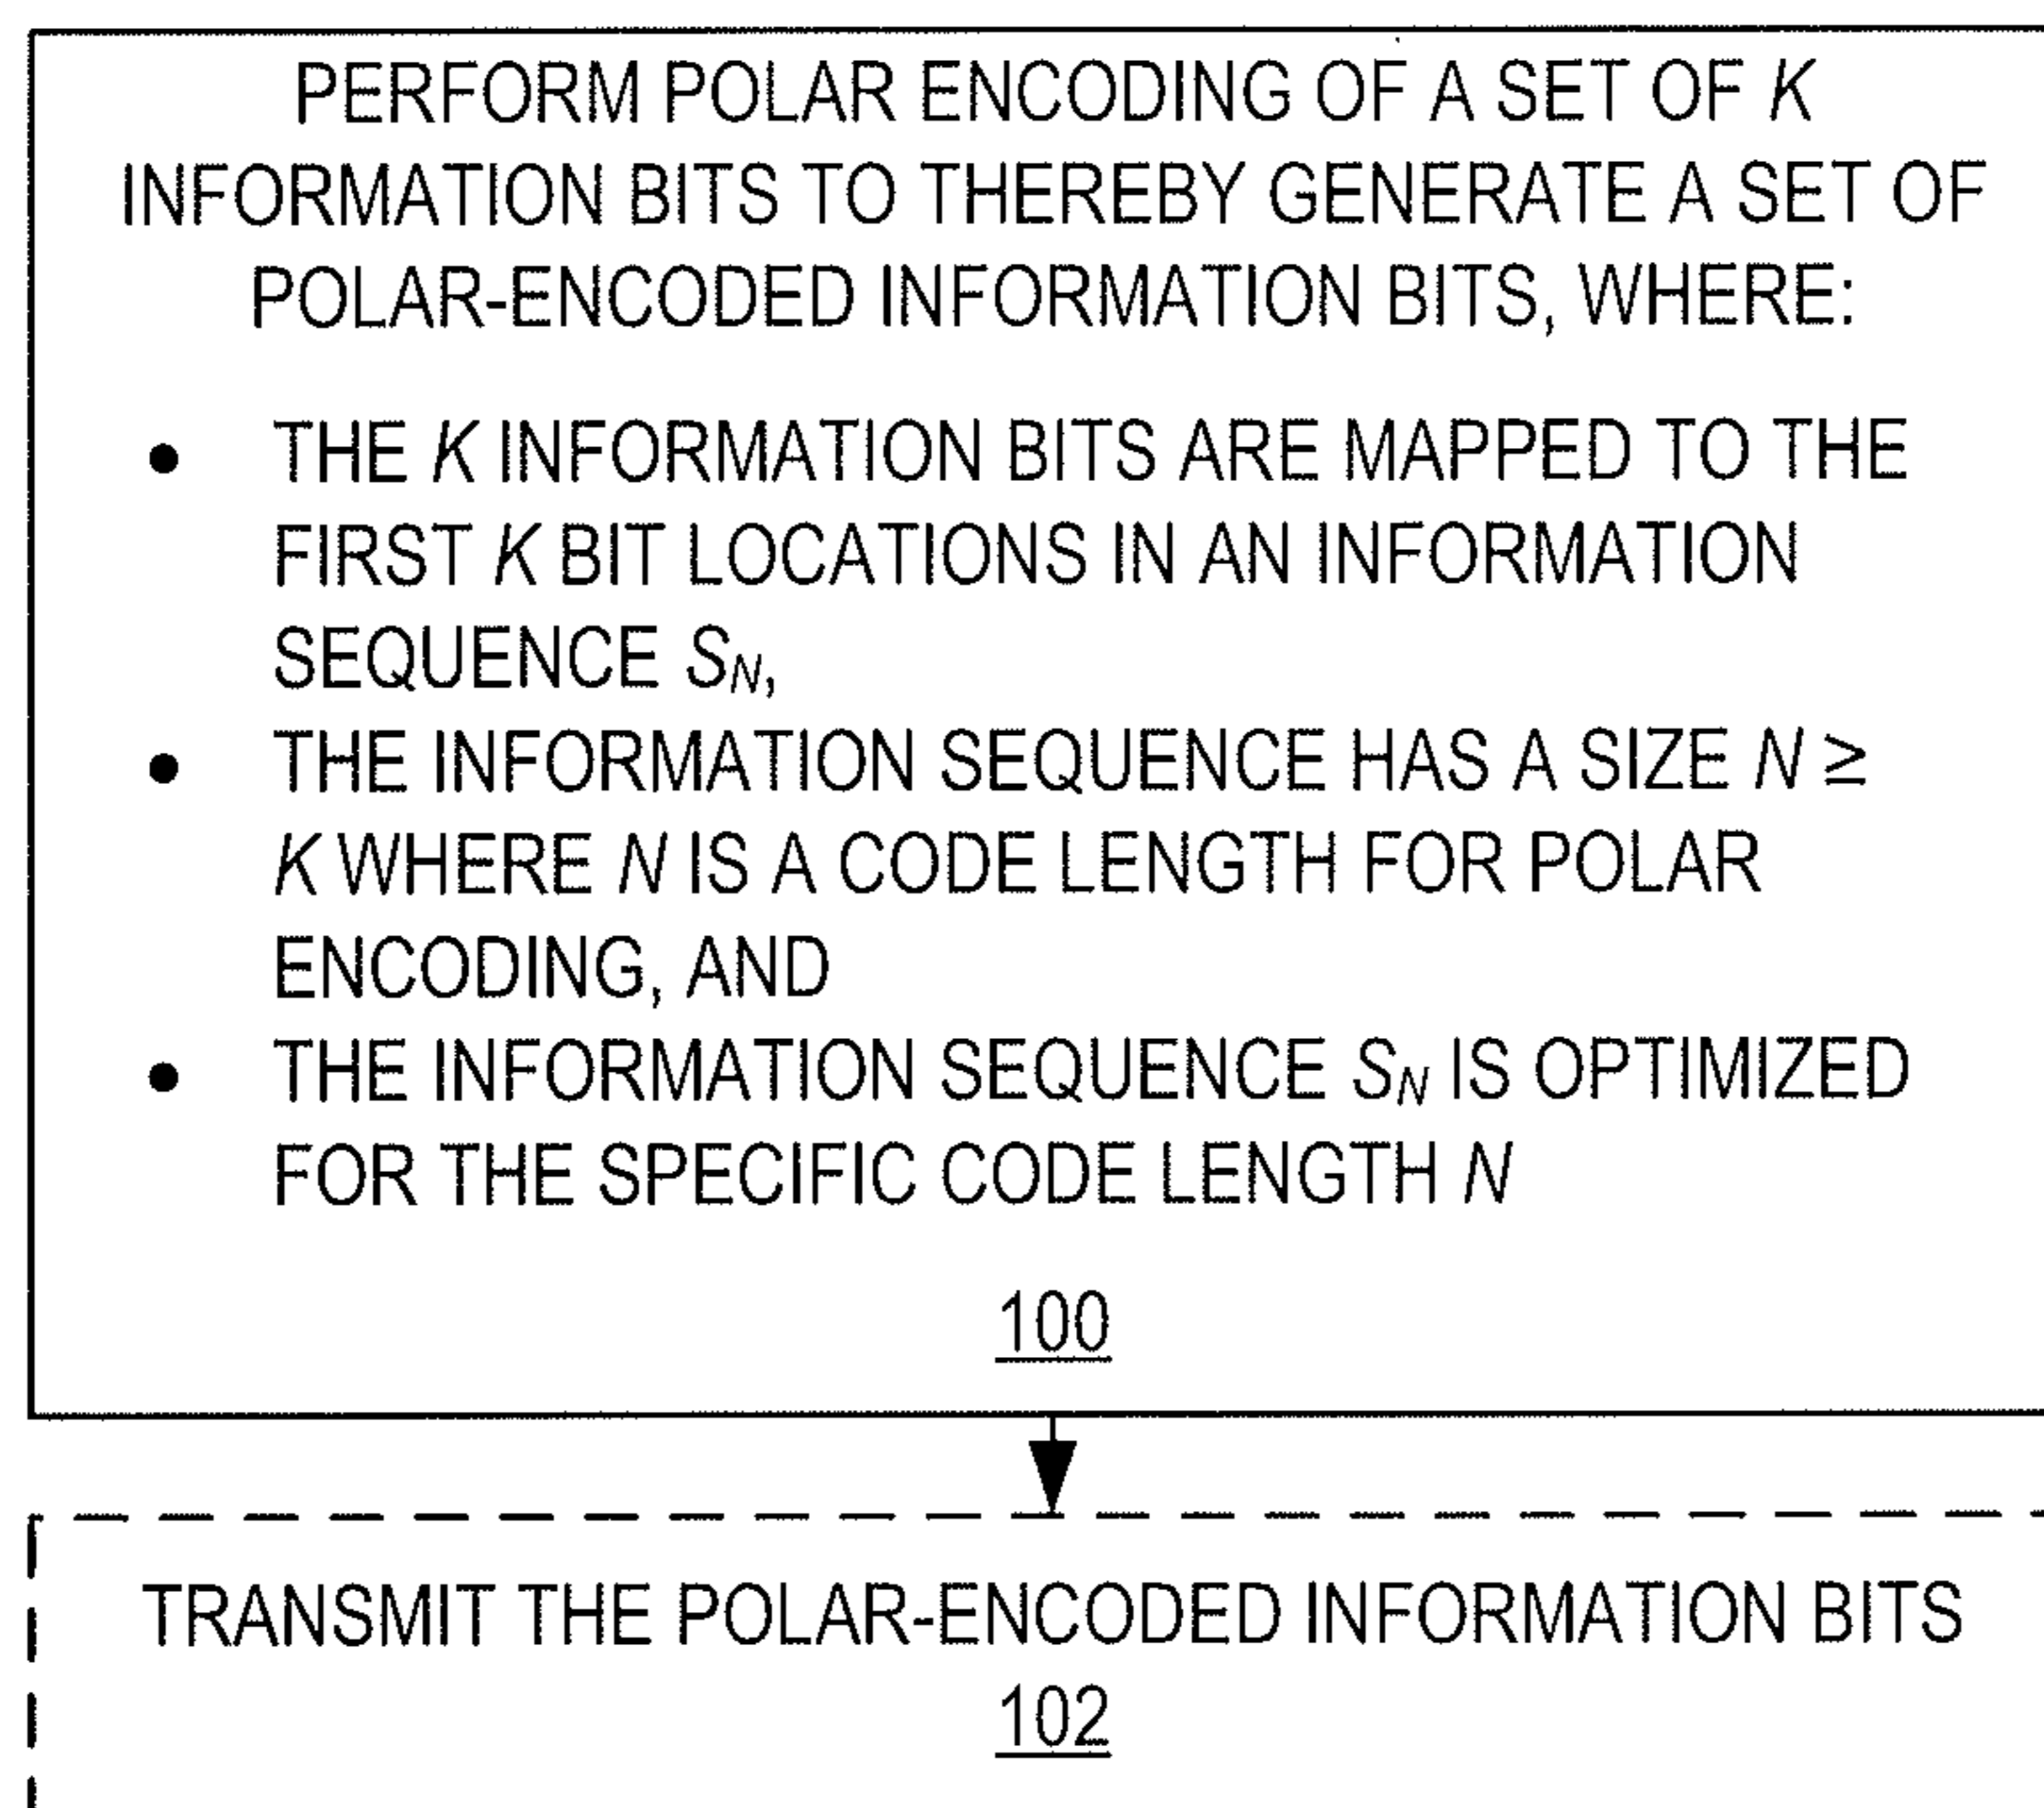 PERFORM POLAR ENCODING OF A SET OF K
INFORMATION BITS TO THEREBY GENERATE A SET OF
POLAR-ENCODED INFORMATION BITS, WHERE:
• THE K INFORMATION BITS ARE MAPPED TO THE
FIRST K BIT LOCATIONS IN AN INFORMATION
SEQUENCE SN,
• THE INFORMATION SEQUENCE HAS A SIZE N ≥
K WHERE N IS A CODE LENGTH FOR POLAR
ENCODING, AND
• THE INFORMATION SEQUENCE SN IS OPTIMIZED
FOR THE SPECIFIC CODE LENGTH N
100
TRANSMIT THE POLAR-ENCODED INFORMATION BITS
102